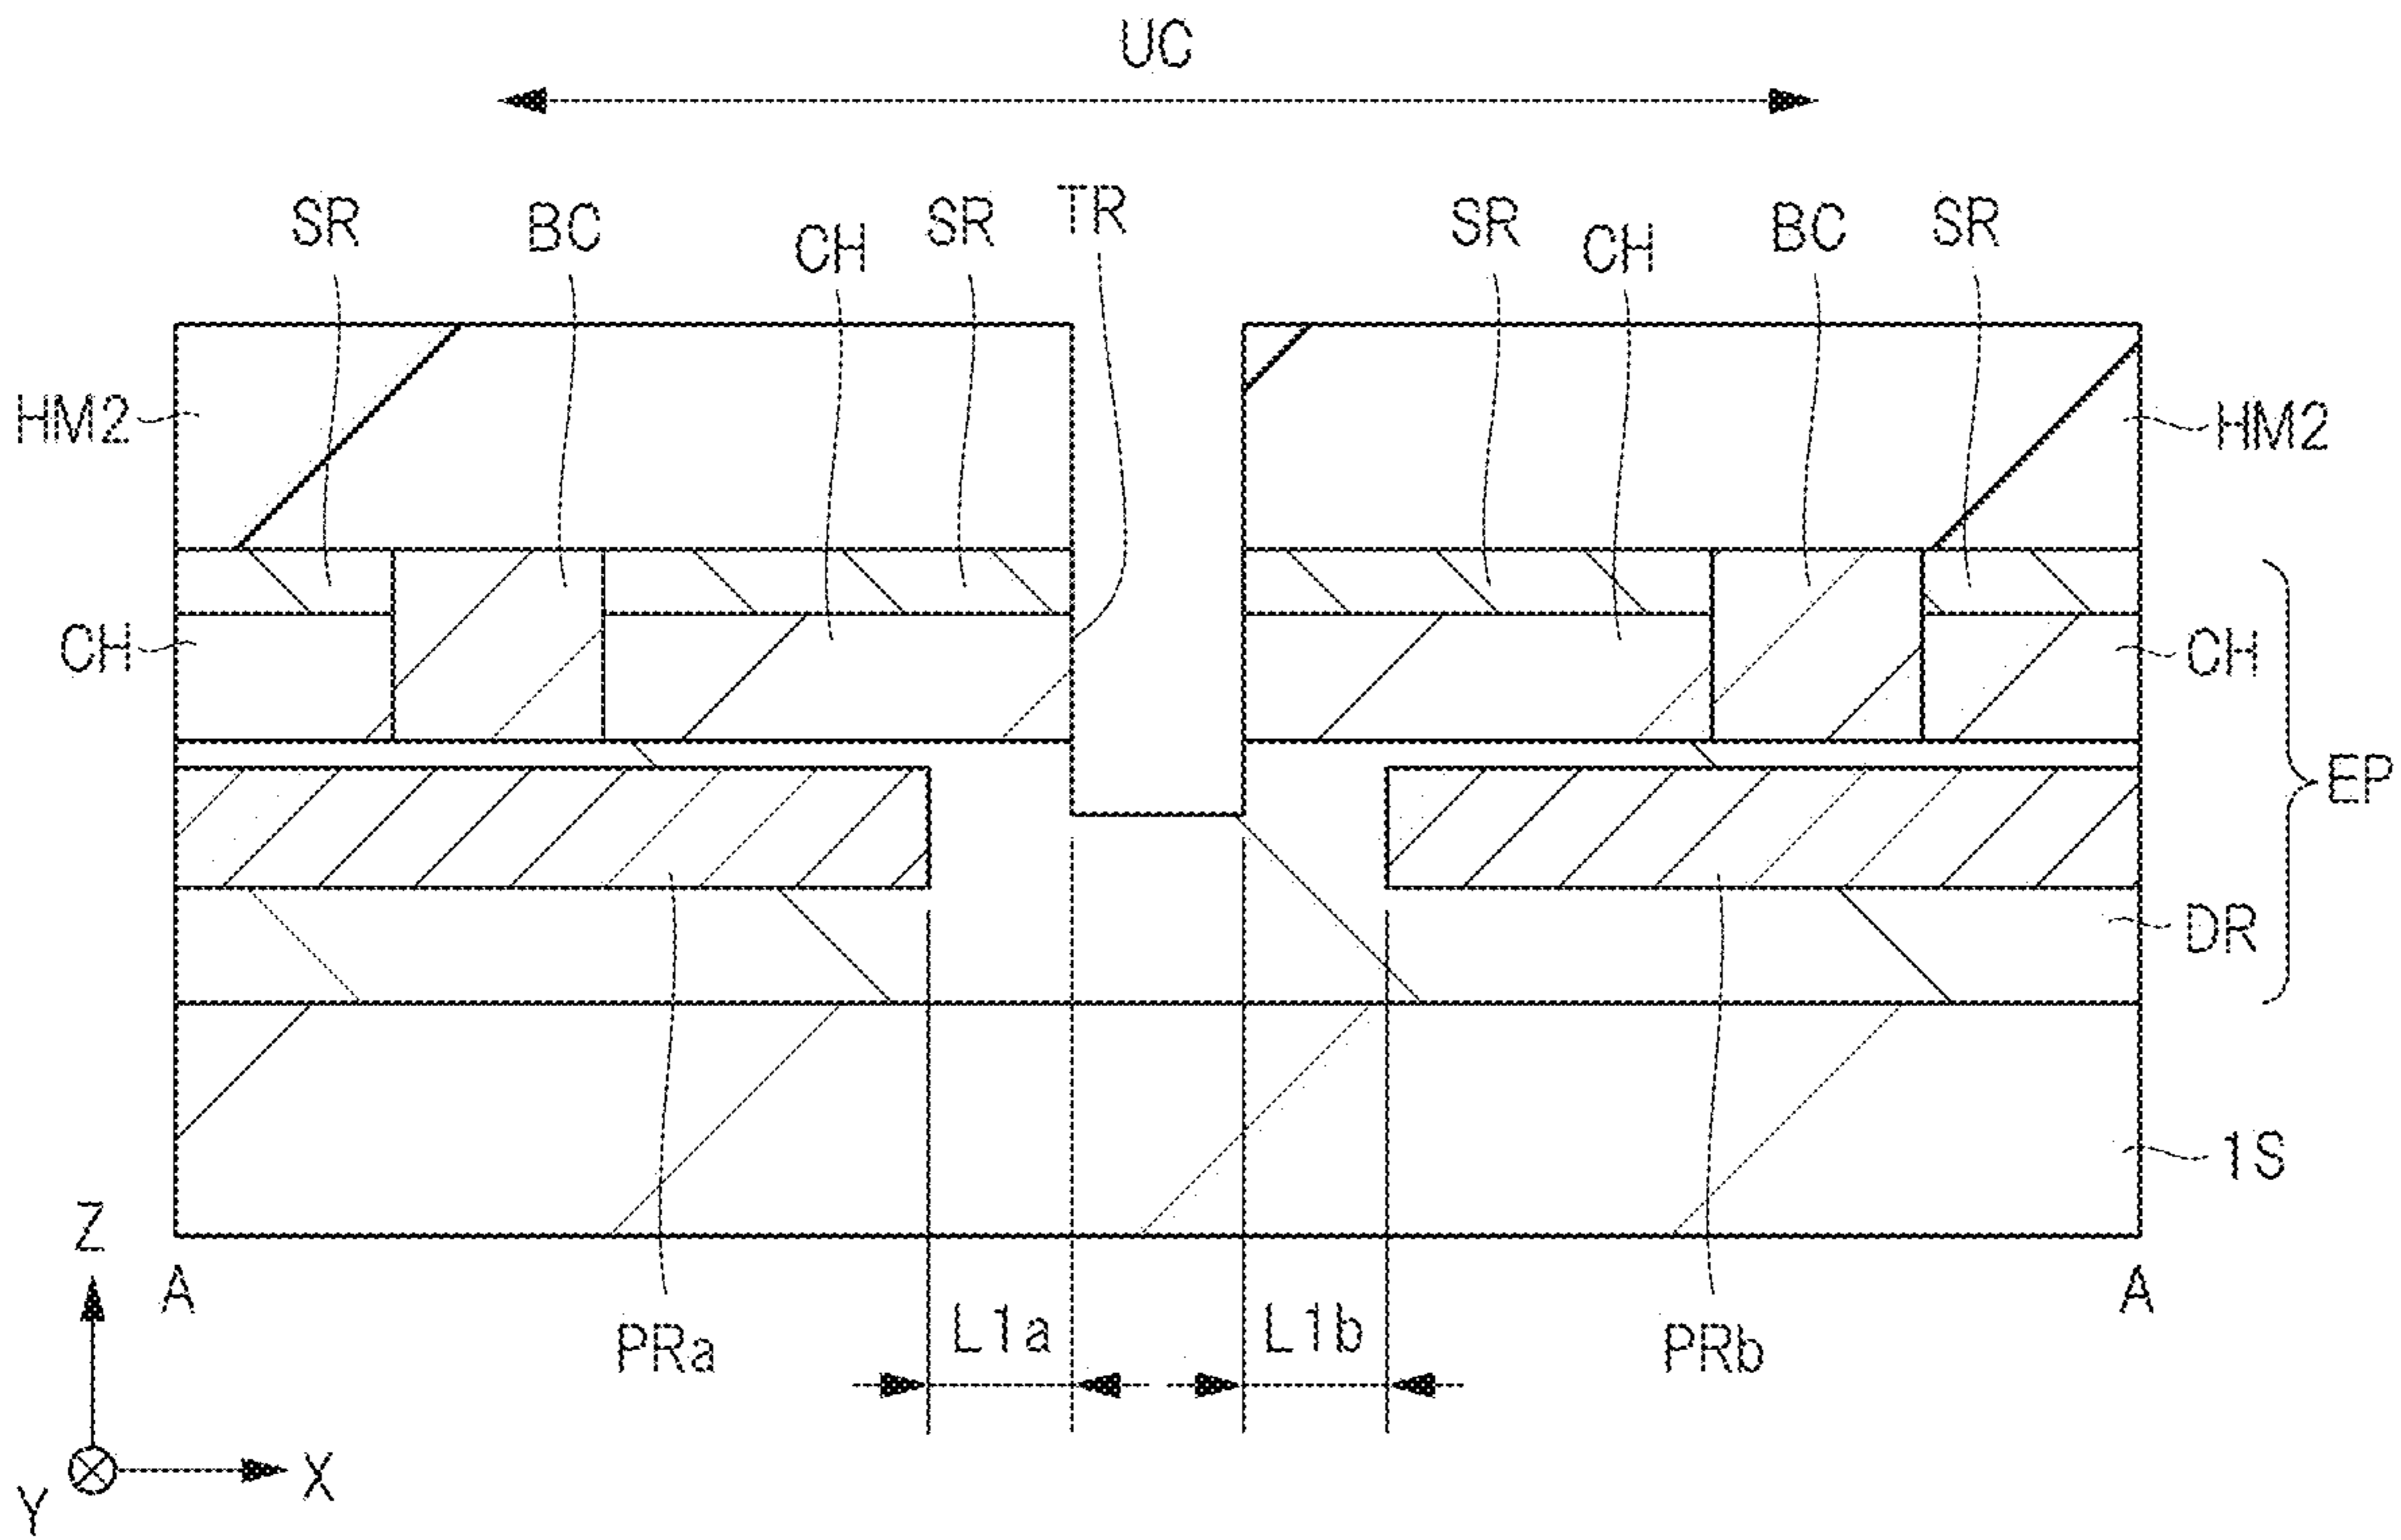 UC
SR BC CH SR TR SR CH BC SR
HM2 HM2
CH CH
EP
DR
1S
Z
A A
PRa L1a L1b PRb
X
Y